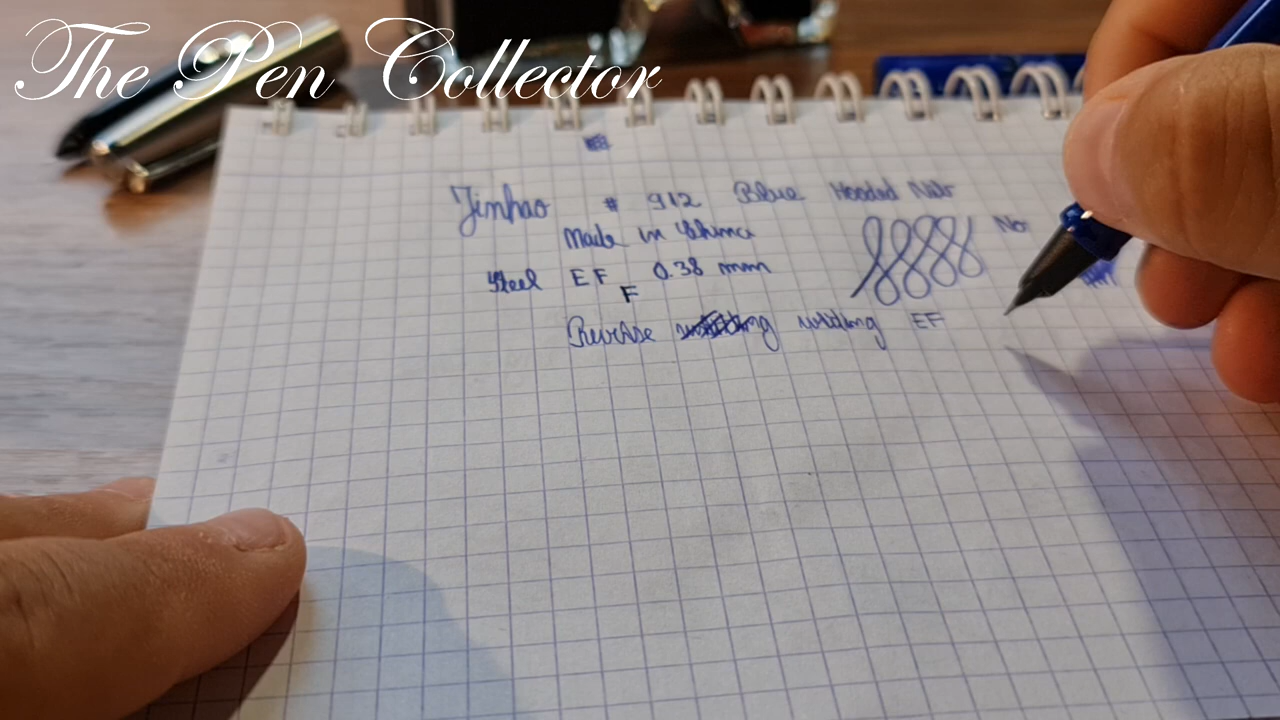 The Pen Collector
Jinhao # 912 Blue Hooded Nib
Made in China
No
Steel EF 0.38 mm
F
Reverse writing writing EF